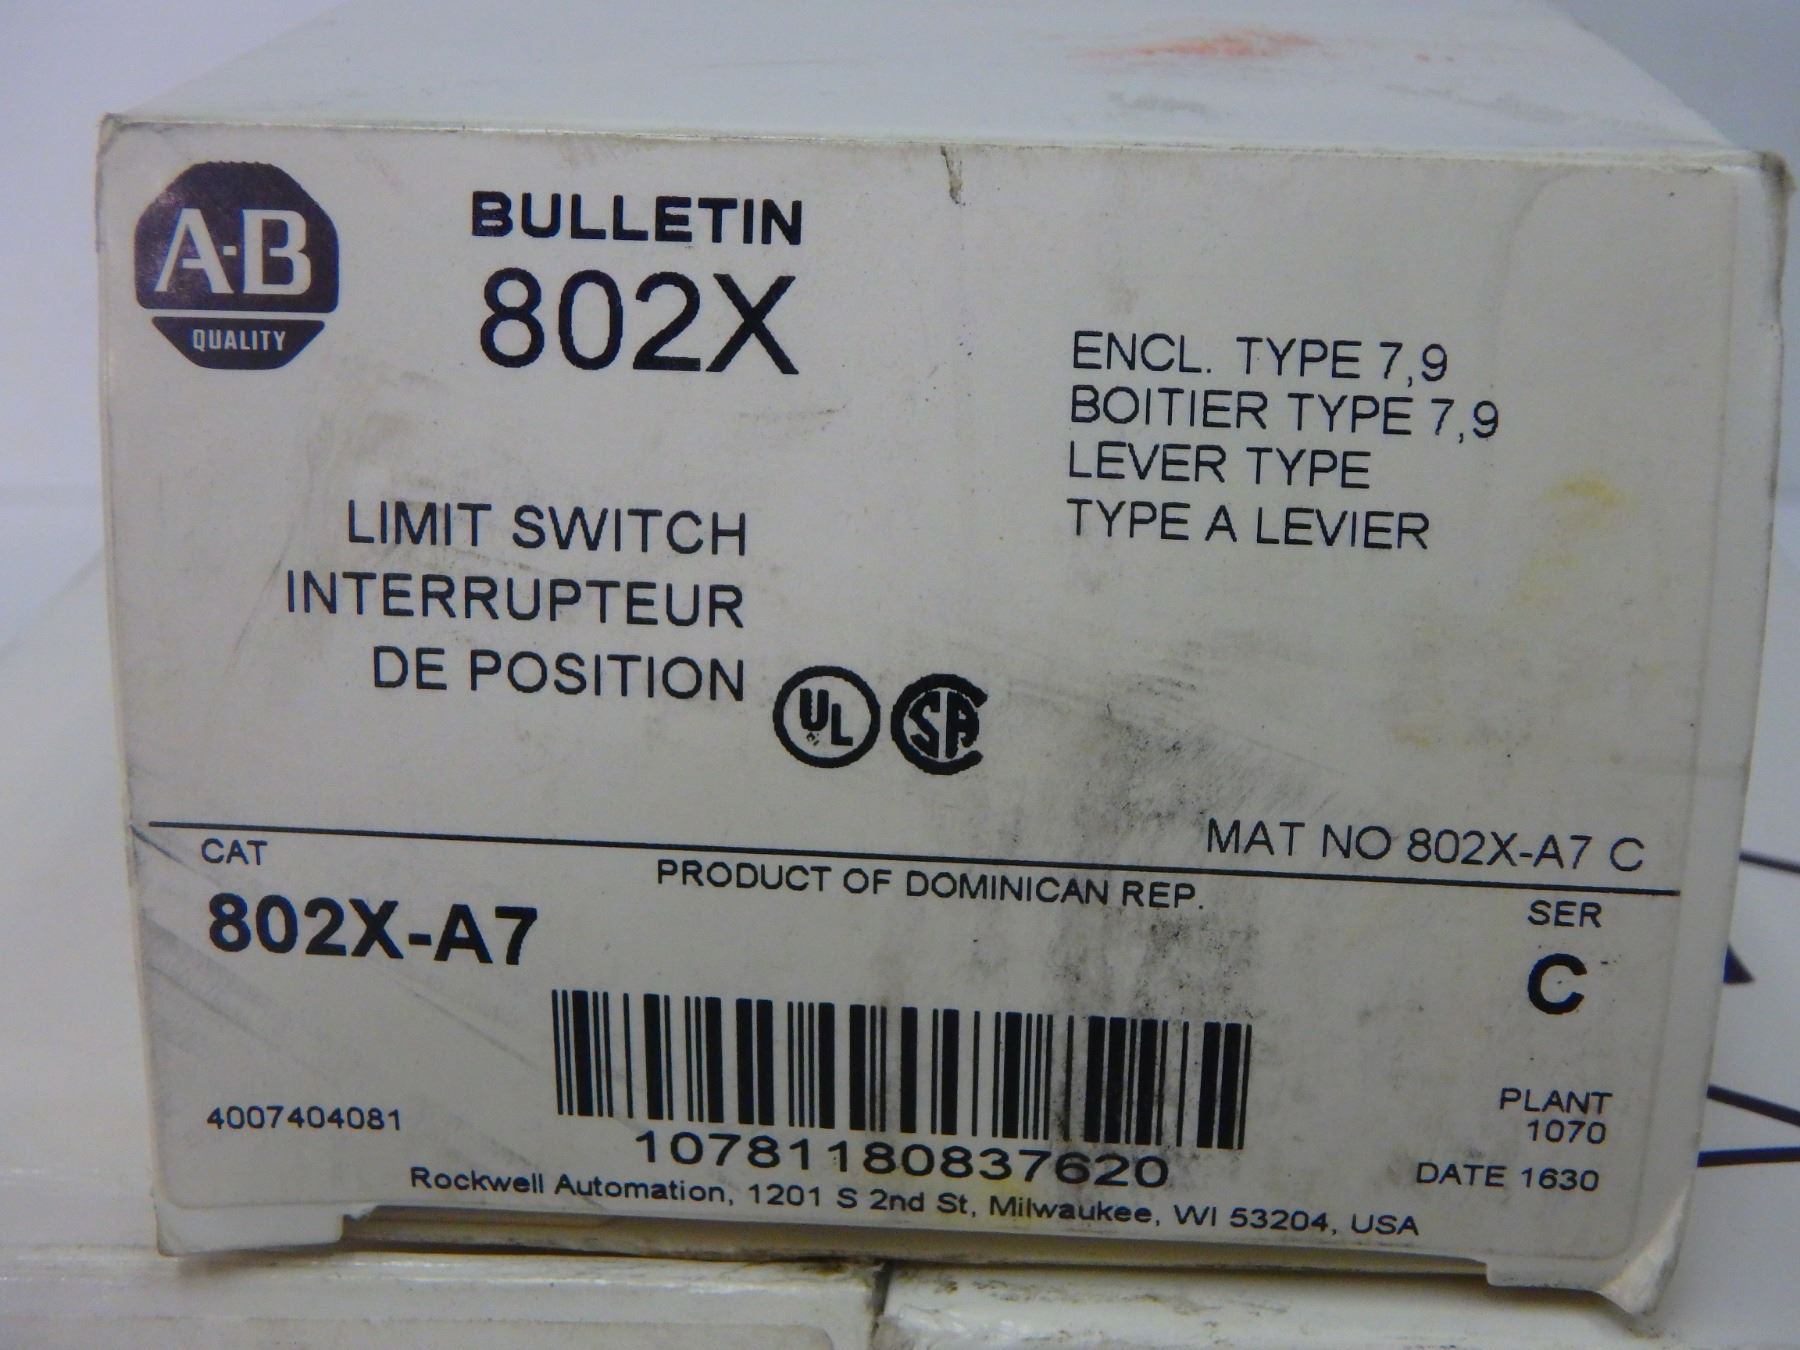 A-B
QUALITY
BULLETIN
802X
ENCL. TYPE 7,9
BOITIER TYPE 7,9
LEVER TYPE
TYPE A LEVIER
LIMIT SWITCH
INTERRUPTEUR
DE POSITION
UL
SA
MAT NO 802X-A7 C
CAT
PRODUCT OF DOMINICAN REP.
SER
802X-A7
C
4007404081
10781180837620
PLANT
1070
DATE 1630
Rockwell Automation, 1201 S 2nd St, Milwaukee, WI 53204, USA